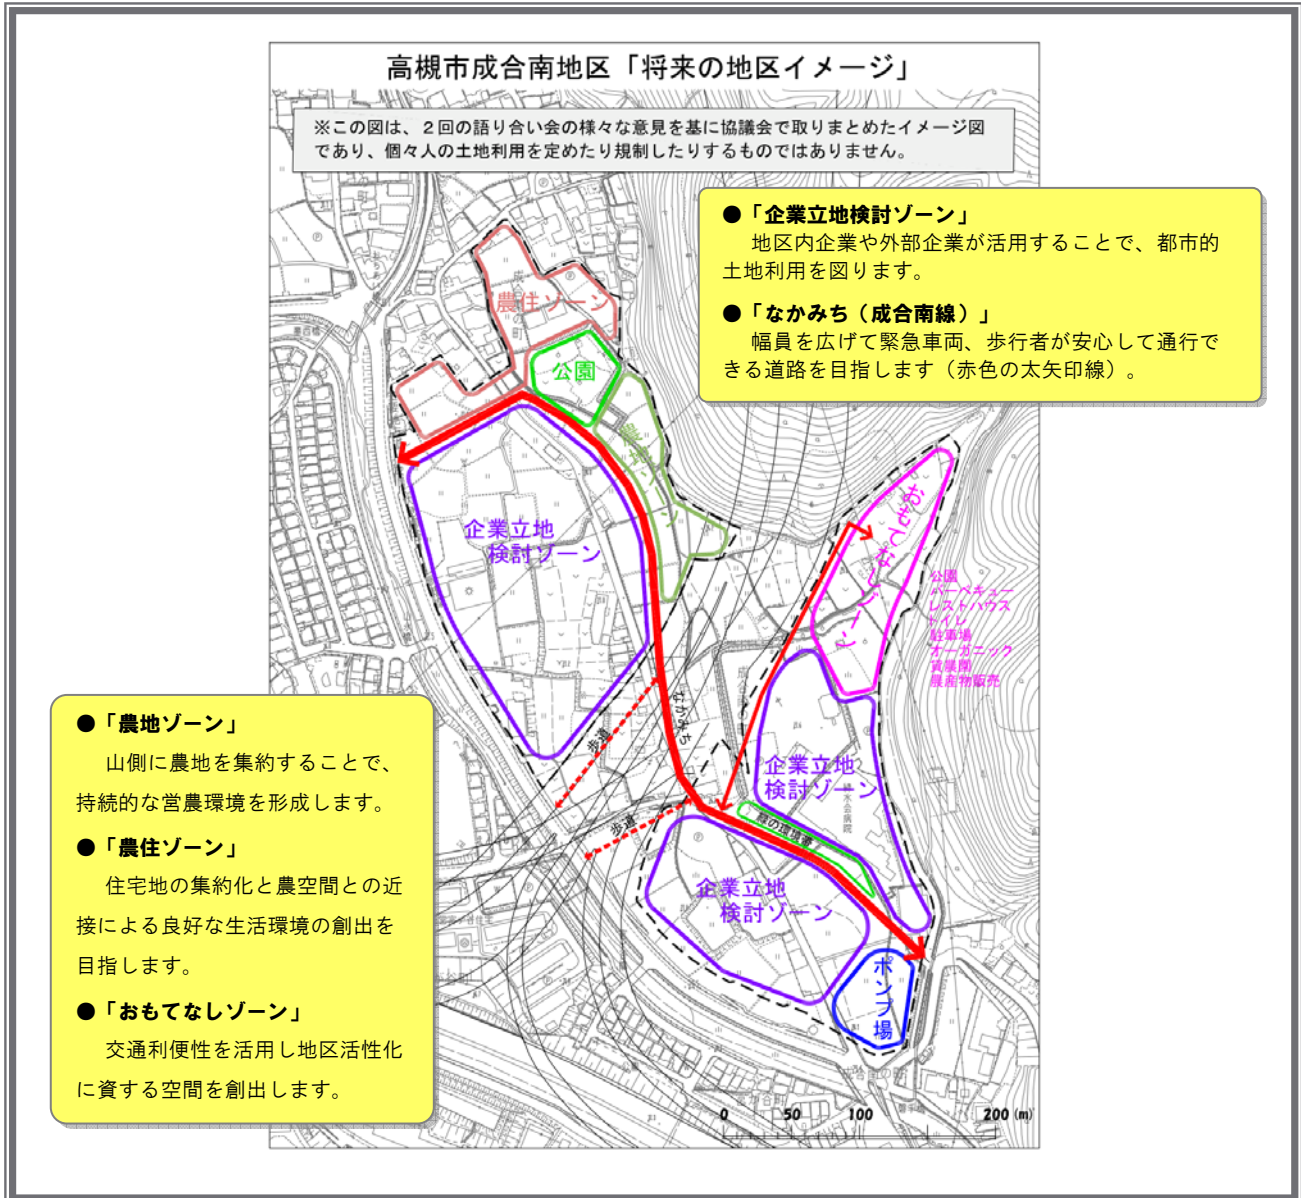 高槻市成合南地区「将来の地区イメージ」
※この図は、２回の語り合い会の様々な意見を基に協議会で取りまとめたイメージ図
であり、個々人の土地利用を定めたり規制したりするものではありません。
●「企業立地検討ゾーン」
地区内企業や外部企業が活用することで、都市的
土地利用を図ります。
●「なかみち（成合南線）」
幅員を広げて緊急車両、歩行者が安心して通行で
きる道路を目指します（赤色の太矢印線）。
農住ゾーン
公園
農地ゾーン
企業立地
検討ゾーン
おもてなしゾーン
公園
バーベキュー
レストハウス
トイレ
駐車場
オーガニック
貸農園
農産物販売
なかみち
歩道
歩道
企業立地
検討ゾーン
緑の環境帯
企業立地
検討ゾーン
ポンプ場
●「農地ゾーン」
山側に農地を集約することで、
持続的な営農環境を形成します。
●「農住ゾーン」
住宅地の集約化と農空間との近
接による良好な生活環境の創出を
目指します。
●「おもてなしゾーン」
交通利便性を活用し地区活性化
に資する空間を創出します。
0 50 100 200 (m)